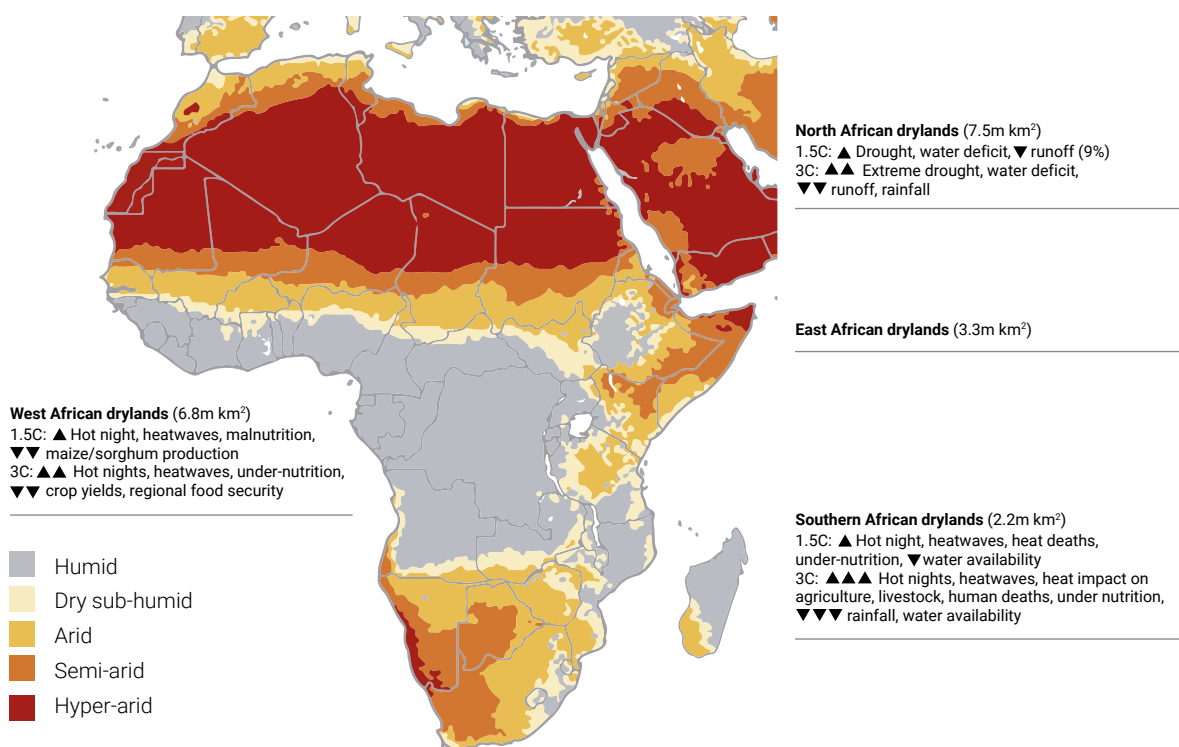 North African drylands (7.5m km²)
1.5C: ▲ Drought, water deficit, ▼ runoff (9%)
3C: ▲▲ Extreme drought, water deficit,
▼▼ runoff, rainfall
East African drylands (3.3m km²)
West African drylands (6.8m km²)
1.5C: ▲ Hot night, heatwaves, malnutrition,
▼▼ maize/sorghum production
3C: ▲▲ Hot nights, heatwaves, under-nutrition,
▼▼ crop yields, regional food security
Southern African drylands (2.2m km²)
1.5C: ▲ Hot night, heatwaves, heat deaths,
under-nutrition, ▼water availability
3C: ▲▲▲ Hot nights, heatwaves, heat impact on
agriculture, livestock, human deaths, under nutrition,
▼▼▼ rainfall, water availability
Humid
Dry sub-humid
Arid
Semi-arid
Hyper-arid